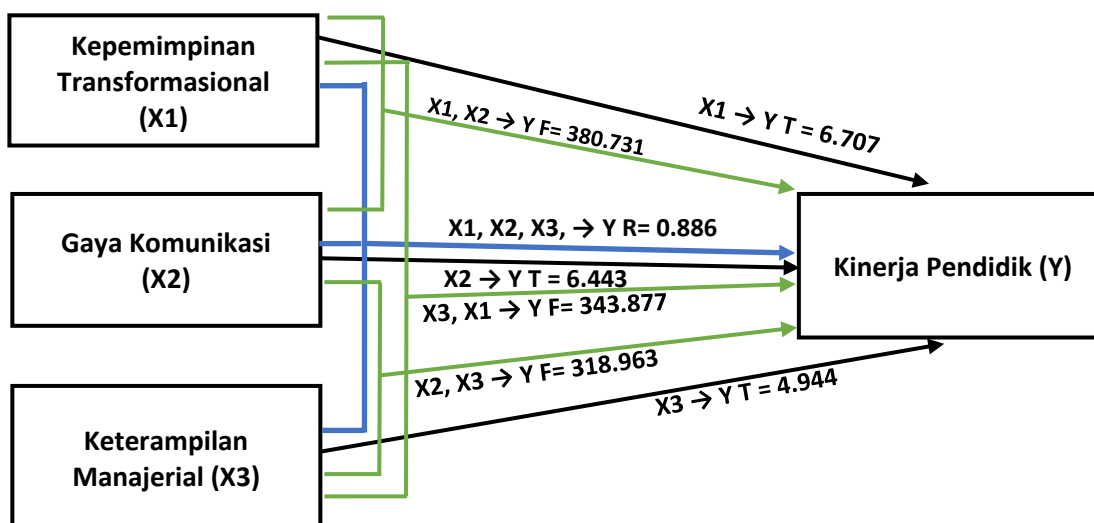 Kepemimpinan
Transformasional
(X1)
X1, X2 → Y F= 380.731
X1 → Y T = 6.707
Gaya Komunikasi
(X2)
X1, X2, X3, → Y R= 0.886
X2 → Y T = 6.443
X3, X1 → Y F= 343.877
Kinerja Pendidik (Y)
X2, X3 → Y F= 318.963
X3 → Y T = 4.944
Keterampilan
Manajerial (X3)